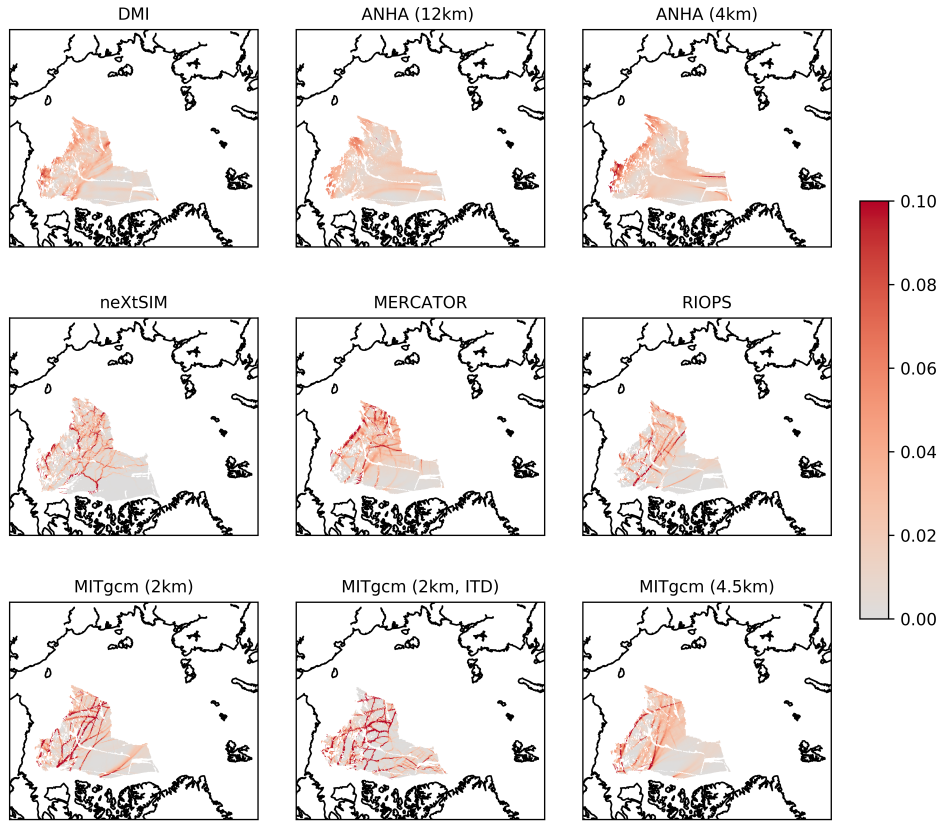 DMI
ANHA (12km)
ANHA (4km)
neXtSIM
MERCATOR
RIOPS
MITgcm (2km)
MITgcm (2km, ITD)
MITgcm (4.5km)
0.10
0.08
0.06
0.04
0.02
0.00